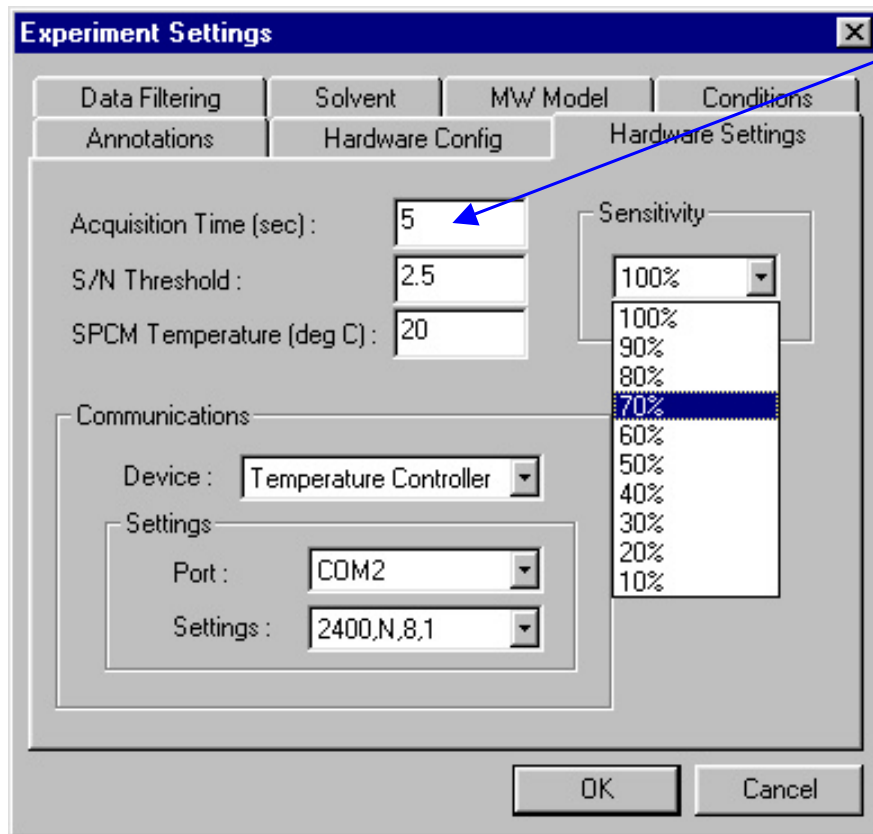 Experiment Settings
Data Filtering
Solvent
MW Model
Conditions
Annotations
Hardware Config
Hardware Settings
Acquisition Time (sec) :
5
S/N Threshold :
2.5
SPCM Temperature (deg C) :
20
Sensitivity
100%
100%
90%
80%
70%
60%
50%
40%
30%
20%
10%
Communications
Device :
Temperature Controller
Settings
Port :
COM2
Settings :
2400,N,8,1
OK
Cancel